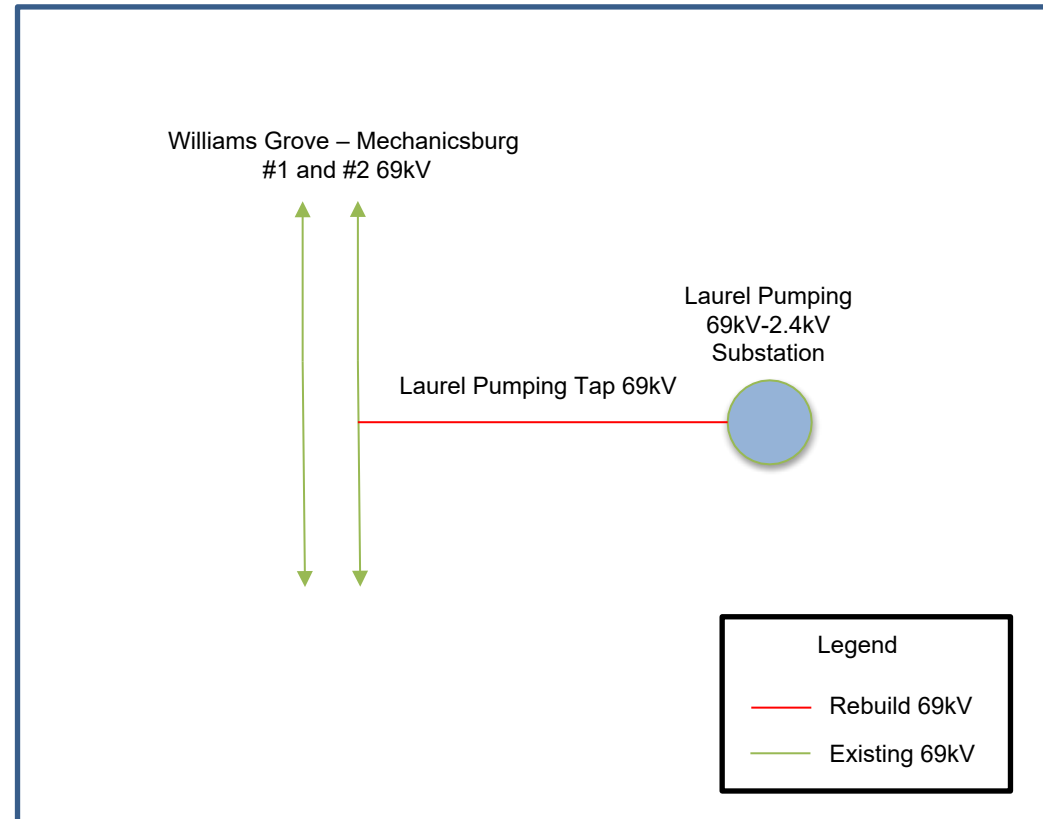 Williams Grove – Mechanicsburg
#1 and #2 69kV
Laurel Pumping
69kV-2.4kV
Substation
Laurel Pumping Tap 69kV
Legend
Rebuild 69kV
Existing 69kV